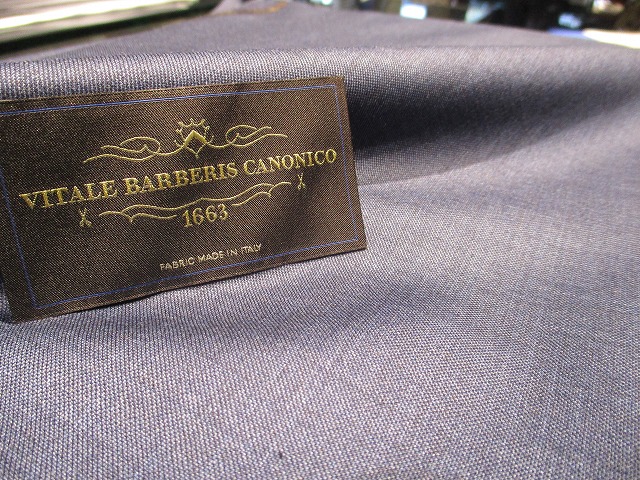 VITALE BARBERIS CANONICO
1663
FABRIC MADE IN ITALY